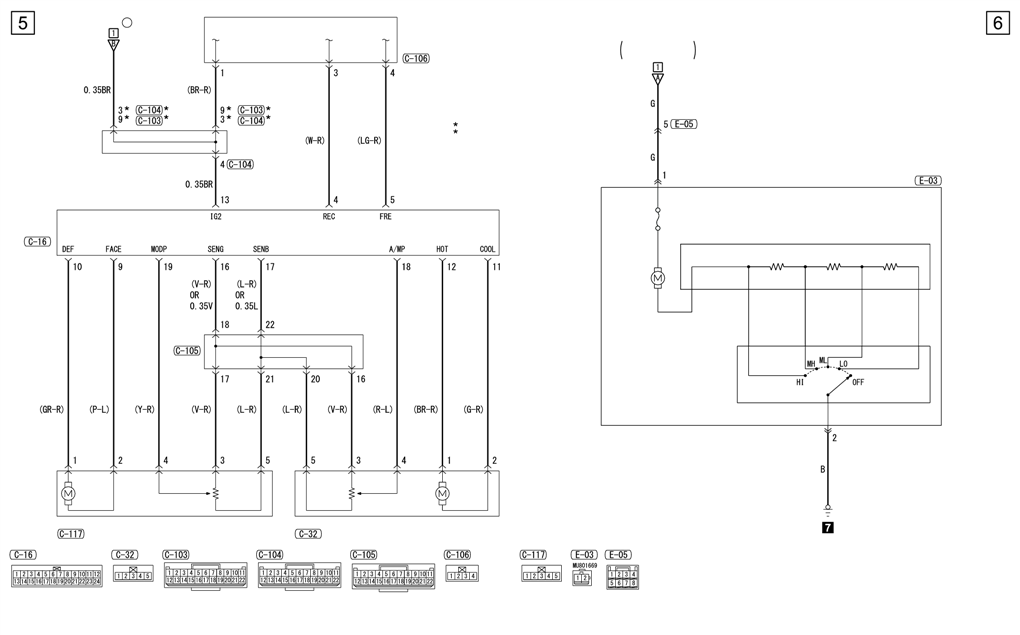 5
6
1
B
C-106
1
3
4
0.35BR
(BR-R)
3* C-104*
9* C-103*
9 C-103*
3* C-104*
(W-R)
(LG-R)
*
*
4 C-104
0.35BR
13
4
5
IG2
REC
FRE
C-16
DEF
FACE
MODP
SENG
SENB
A/MP
HOT
COOL
10
9
19
16
17
18
12
11
(V-R)
OR
0.35V
(L-R)
OR
0.35L
18
22
C-105
17
21
20
16
(GR-R)
(P-L)
(Y-R)
(V-R)
(L-R)
(L-R)
(V-R)
(R-L)
(BR-R)
(G-R)
1
2
4
3
5
5
3
4
1
2
M
M
C-117
C-32
( )
1
A
G
5 E-05
G
1
E-03
M
HI
MH
ML
LO
OFF
2
B
7
C-16
1 2 3 4 5 6 7 8 9 10 11 12
13 14 15 16 17 18 19 20 21 22 23 24
C-32
1 2 3 4 5
C-103
1 2 3 4 5 6 7 8 9 10 11
12 13 14 15 16 17 18 19 20 21 22
C-104
1 2 3 4 5 6 7 8 9 10 11
12 13 14 15 16 17 18 19 20 21 22
C-105
1 2 3 4 5 6 7 8 9 10 11
12 13 14 15 16 17 18 19 20 21 22
C-106
1 2 3 4
C-117
1 2 3 4 5
E-03
MU801669
1 2
E-05
1 2 3 4
5 6 7 8